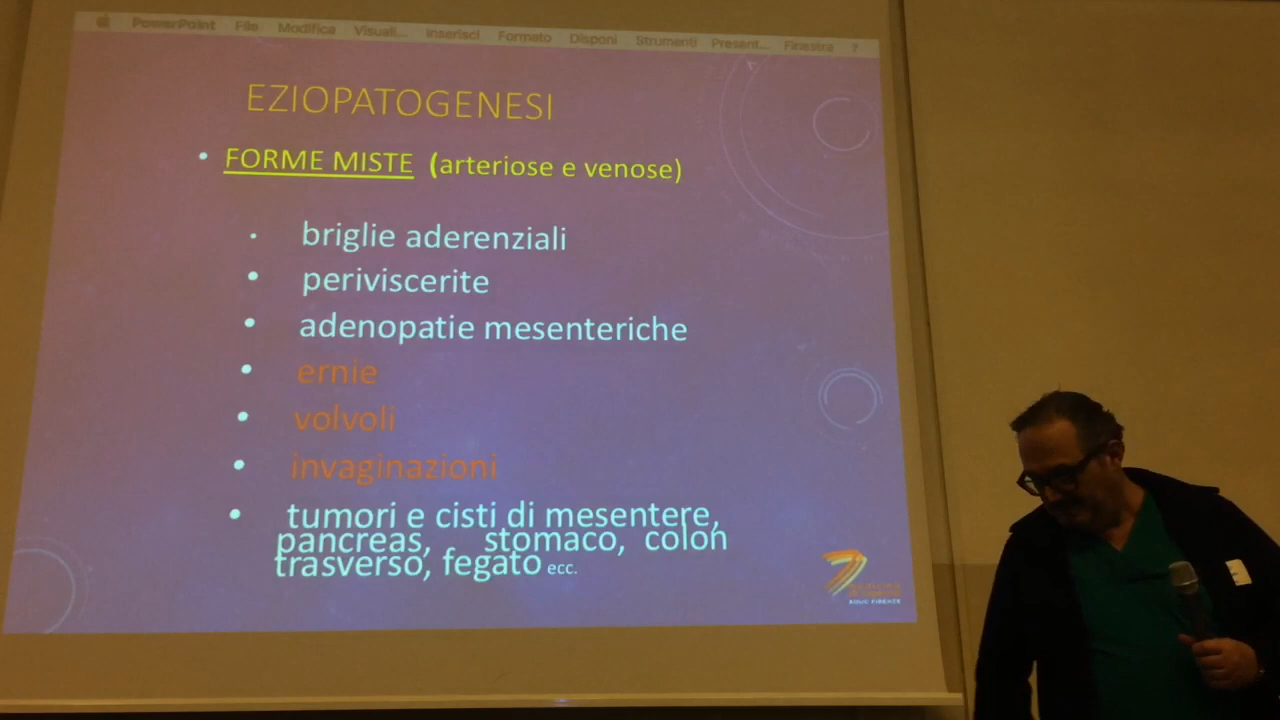 PowerPoint File Modifica Visuali... Inserisci Formato Disponi Strumenti Present... Finestra ?
EZIOPATOGENESI
• FORME MISTE (arteriose e venose)
• briglie aderenziali
• periviscerite
• adenopatie mesenteriche
• ernie
• volvoli
• invaginazioni
• tumori e cisti di mesentere,
pancreas, stomaco, colon
trasverso, fegato ecc.